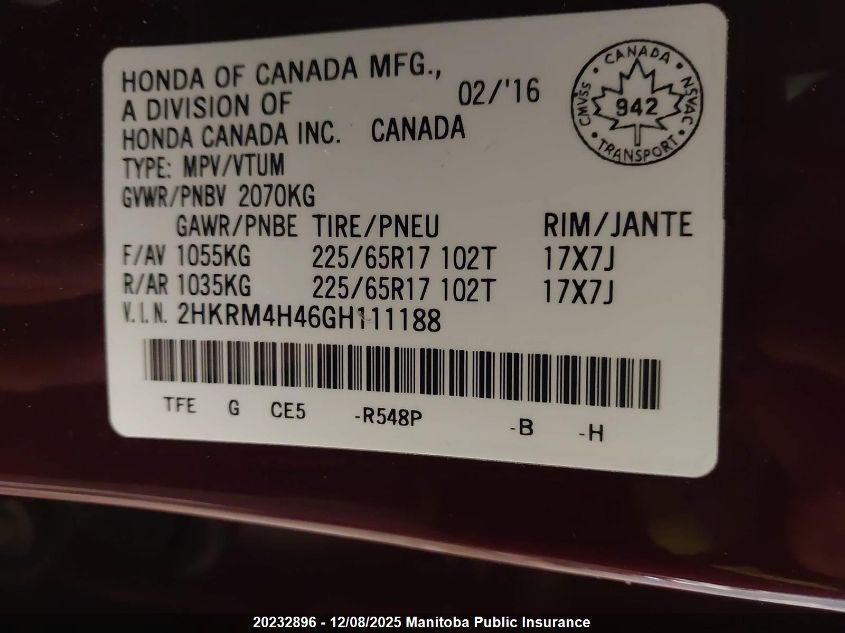 HONDA OF CANADA MFG.,
A DIVISION OF
HONDA CANADA INC. CANADA
02/'16
CANADA
CMVSS
942
NSVAC
TRANSPORT
TYPE: MPV/VTUM
GVWR/PNBV 2070KG
GAWR/PNBE TIRE/PNEU RIM/JANTE
F/AV 1055KG 225/65R17 102T 17X7J
R/AR 1035KG 225/65R17 102T 17X7J
V.I.N. 2HKRM4H46GH111188
TFE G CE5 -R548P -B -H
20232896 - 12/08/2025 Manitoba Public Insurance